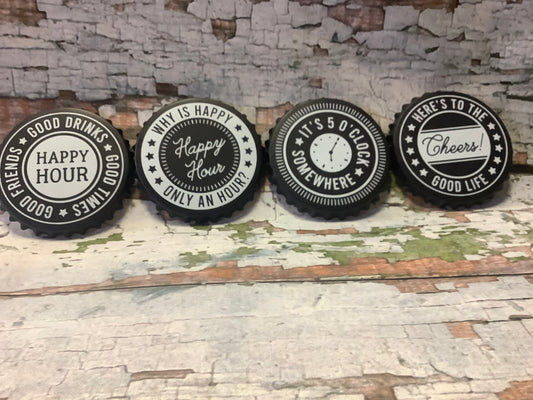 GOOD FRIENDS GOOD DRINKS GOOD TIMES
HAPPY
HOUR
WHY IS HAPPY
Happy
Hour
ONLY AN HOUR?
IT'S 5 O'CLOCK
SOMEWHERE
HERE'S TO THE
Cheers!
GOOD LIFE